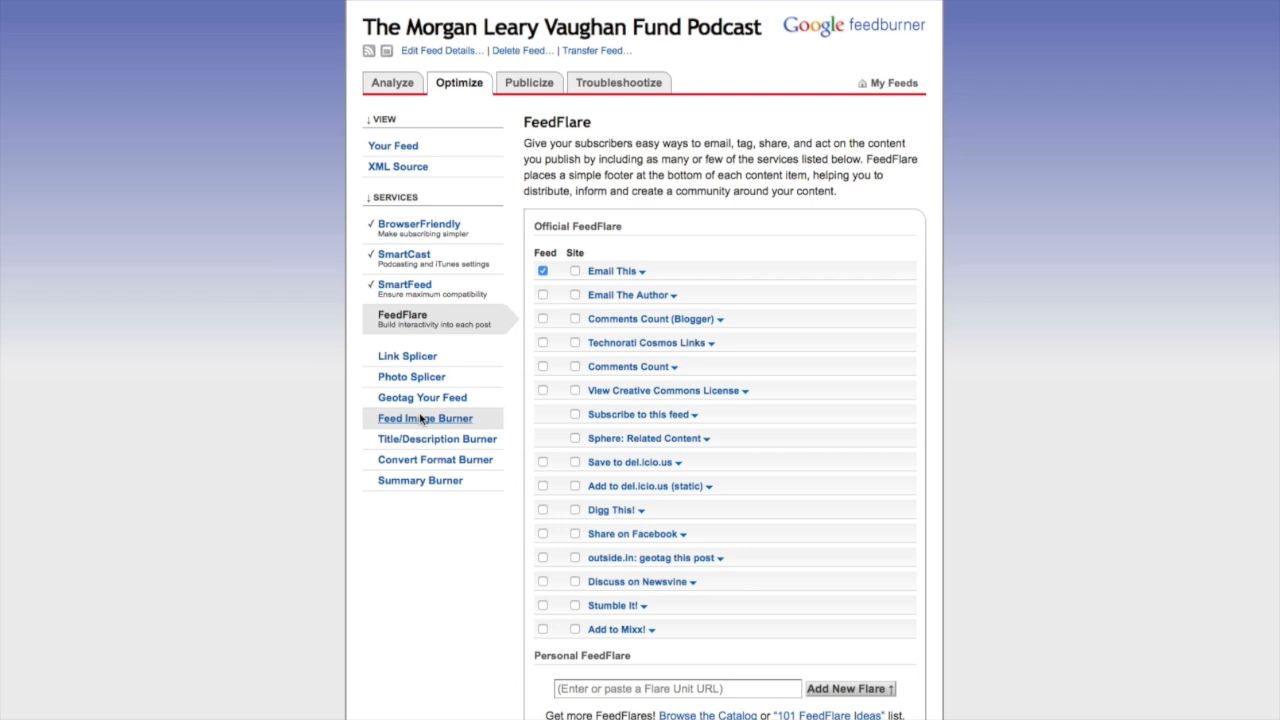 The Morgan Leary Vaughan Fund Podcast
Google feedburner
Edit Feed Details... | Delete Feed... | Transfer Feed...
Analyze
Optimize
Publicize
Troubleshootize
My Feeds
↓ VIEW
Your Feed
XML Source
↓ SERVICES
✓ BrowserFriendly
Make subscribing simpler
✓ SmartCast
Podcasting and iTunes settings
✓ SmartFeed
Ensure maximum compatibility
FeedFlare
Build interactivity into each post
Link Splicer
Photo Splicer
Geotag Your Feed
Feed Image Burner
Title/Description Burner
Convert Format Burner
Summary Burner
FeedFlare
Give your subscribers easy ways to email, tag, share, and act on the content
you publish by including as many or few of the services listed below. FeedFlare
places a simple footer at the bottom of each content item, helping you to
distribute, inform and create a community around your content.
Official FeedFlare
Feed Site
Email This
Email The Author
Comments Count (Blogger)
Technorati Cosmos Links
Comments Count
View Creative Commons License
Subscribe to this feed
Sphere: Related Content
Save to del.icio.us
Add to del.icio.us (static)
Digg This!
Share on Facebook
outside.in: geotag this post
Discuss on Newsvine
Stumble It!
Add to Mixx!
Personal FeedFlare
(Enter or paste a Flare Unit URL)
Add New Flare ↑
Get more FeedFlares! Browse the Catalog or "101 FeedFlare Ideas" list.